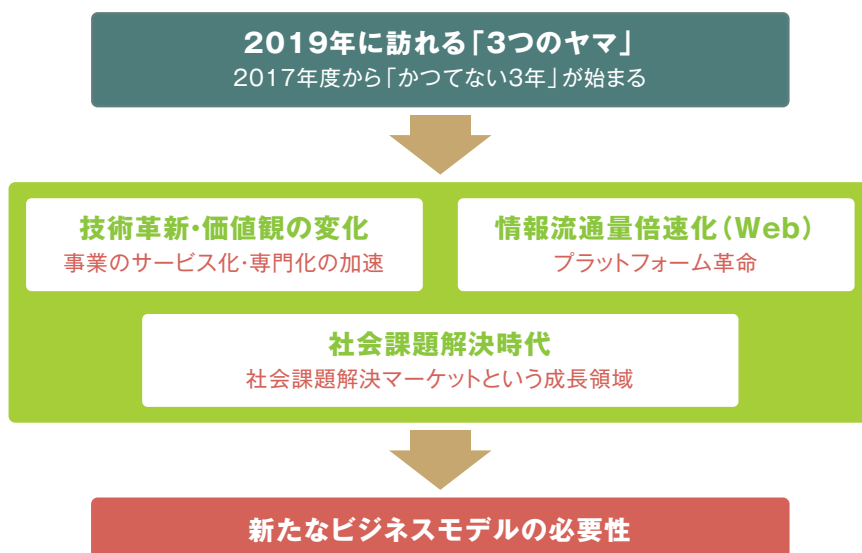 2019年に訪れる「3つのヤマ」
2017年度から「かつてない3年」が始まる
技術革新・価値観の変化
事業のサービス化・専門化の加速
情報流通量倍速化（Web）
プラットフォーム革命
社会課題解決時代
社会課題解決マーケットという成長領域
新たなビジネスモデルの必要性